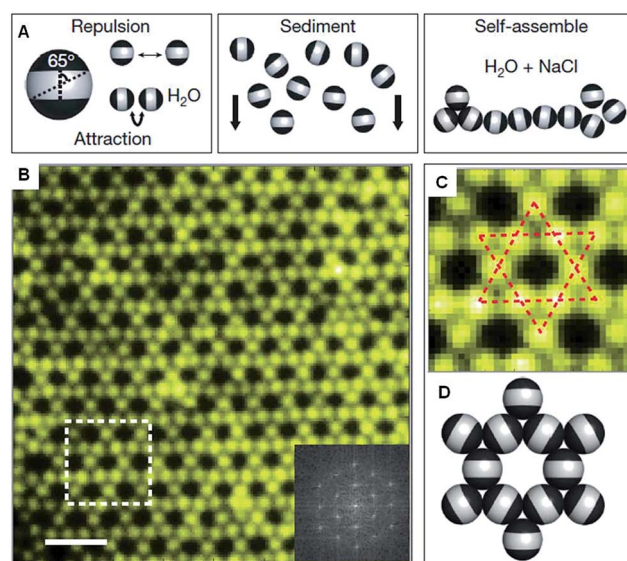 A
Repulsion
65°
H₂O
Attraction
Sediment
Self-assemble
H₂O + NaCl
B
C
D